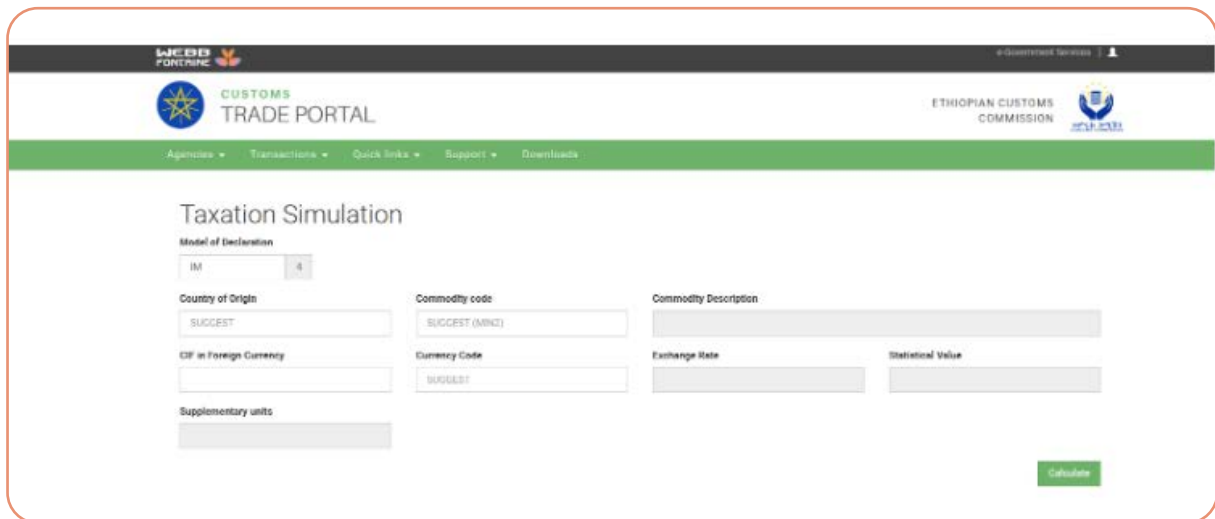 WEBB
FONTAINE
e-Government Services
CUSTOMS
TRADE PORTAL
ETHIOPIAN CUSTOMS
COMMISSION
Agencies Transactions Quick links Support Downloads
Taxation Simulation
Model of Declaration
IM 4
Country of Origin Commodity code Commodity Description
SUGGEST SUGGEST (MIN2)
CIF in Foreign Currency Currency Code Exchange Rate Statistical Value
SUGGEST
Supplementary units
Calculate